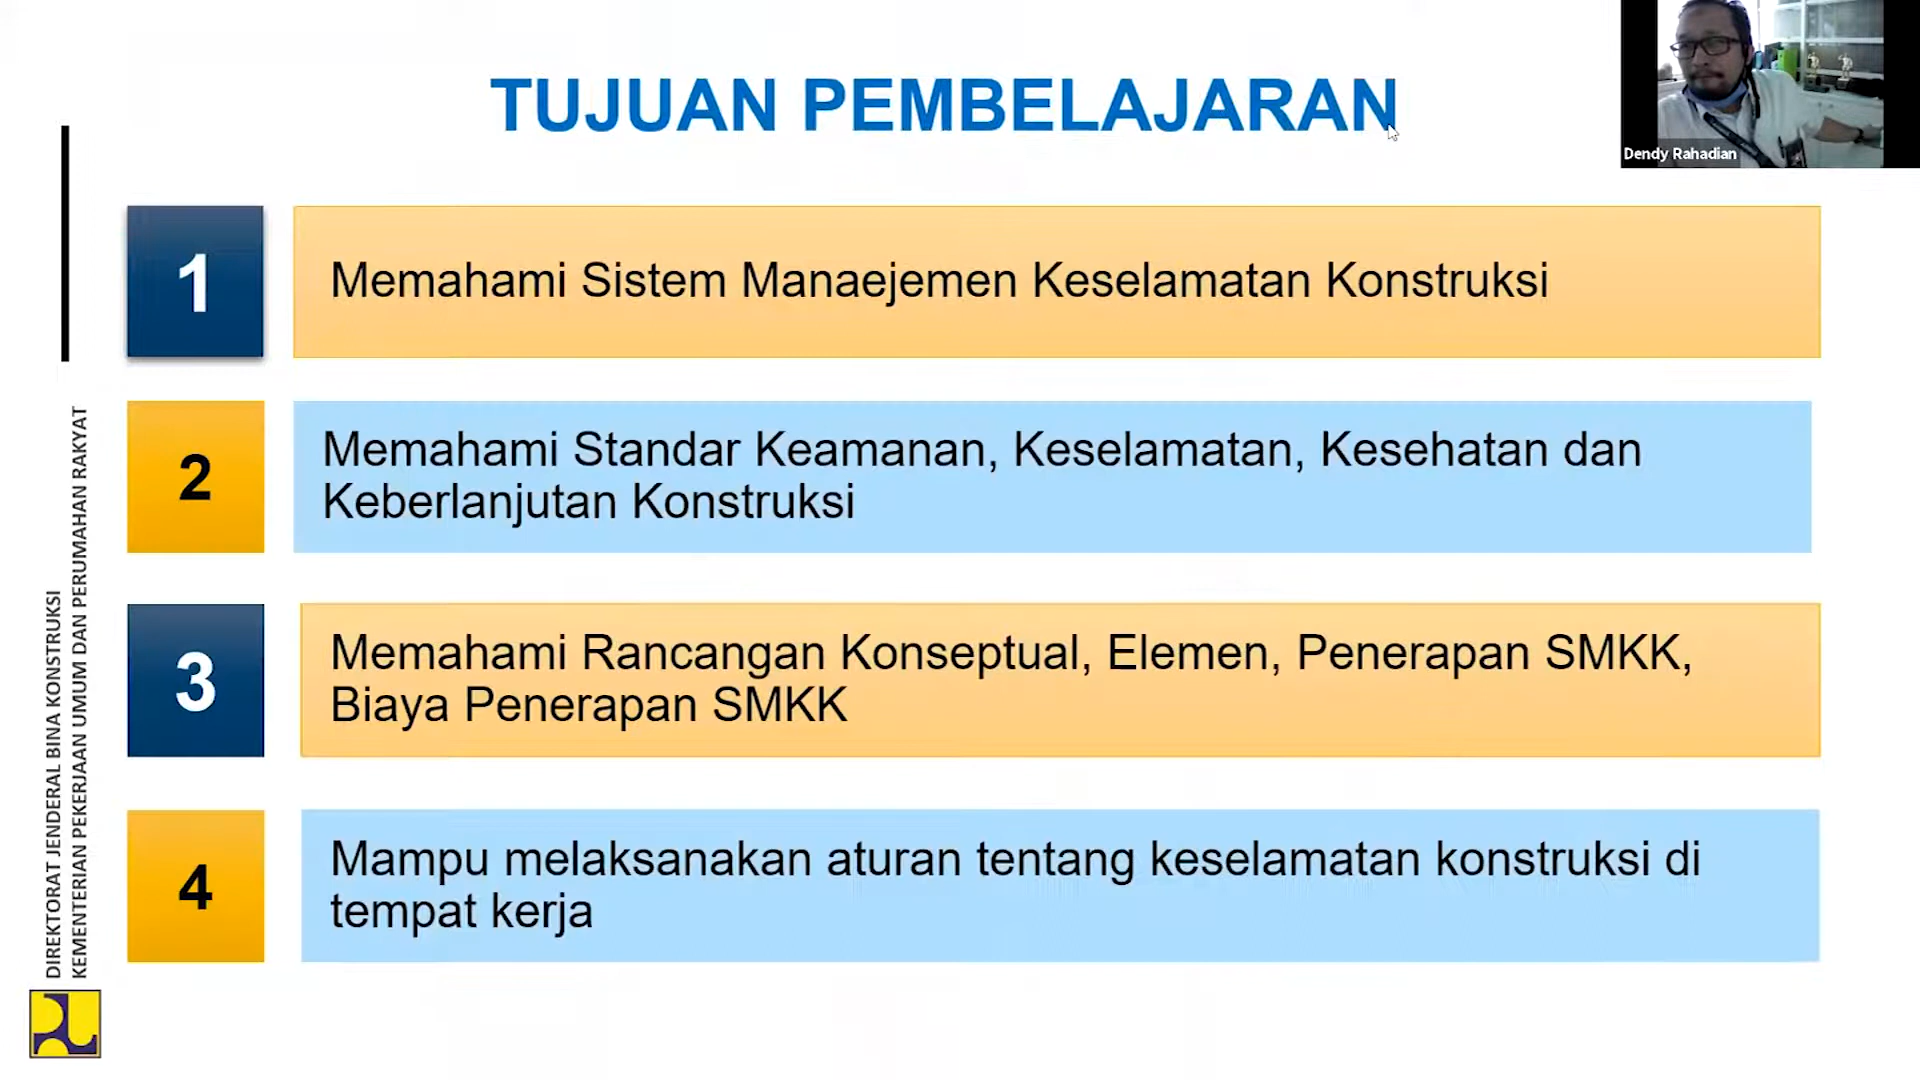 TUJUAN PEMBELAJARAN
Dendy Rahadian
1
Memahami Sistem Manaejemen Keselamatan Konstruksi
2
Memahami Standar Keamanan, Keselamatan, Kesehatan dan
Keberlanjutan Konstruksi
3
Memahami Rancangan Konseptual, Elemen, Penerapan SMKK,
Biaya Penerapan SMKK
4
Mampu melaksanakan aturan tentang keselamatan konstruksi di
tempat kerja
DIREKTORAT JENDERAL BINA KONSTRUKSI
KEMENTERIAN PEKERJAAN UMUM DAN PERUMAHAN RAKYAT